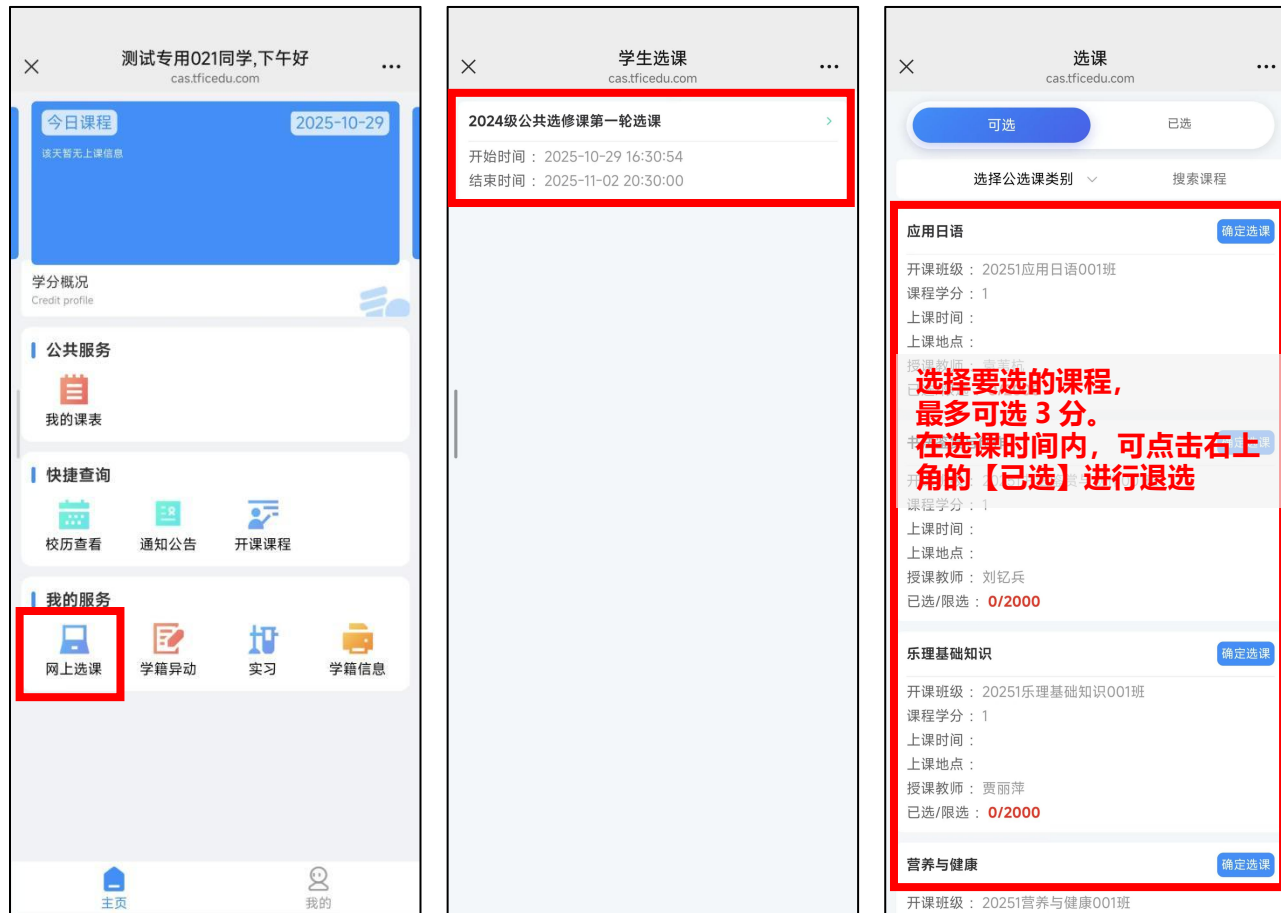 测试专用021同学,下午好
cas.tficedu.com
今日课程
2025-10-29
该天暂无上课信息
学分概况
Credit profile
公共服务
我的课表
快捷查询
校历查看
通知公告
开课课程
我的服务
网上选课
学籍异动
实习
学籍信息
主页
我的
学生选课
cas.tficedu.com
2024级公共选修课第一轮选课
开始时间：2025-10-29 16:30:54
结束时间：2025-11-02 20:30:00
选课
cas.tficedu.com
可选
已选
选择公选课类别
搜索课程
应用日语
确定选课
开课班级：20251应用日语001班
课程学分：1
上课时间：
上课地点：
授课教师：
选择要选的课程，
最多可选 3 分。
在选课时间内，可点击右上
角的【已选】进行退选
课程学分：1
上课时间：
上课地点：
授课教师：刘钇兵
已选/限选：0/2000
乐理基础知识
确定选课
开课班级：20251乐理基础知识001班
课程学分：1
上课时间：
上课地点：
授课教师：贾丽萍
已选/限选：0/2000
营养与健康
确定选课
开课班级：20251营养与健康001班